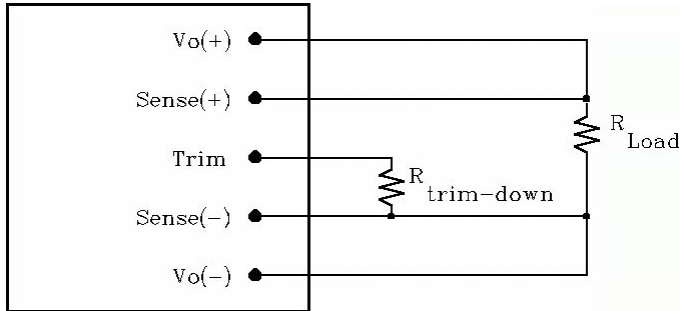 Vo(+)
Sense(+)
R
Load
Trim
R
trim-down
Sense(-)
Vo(-)